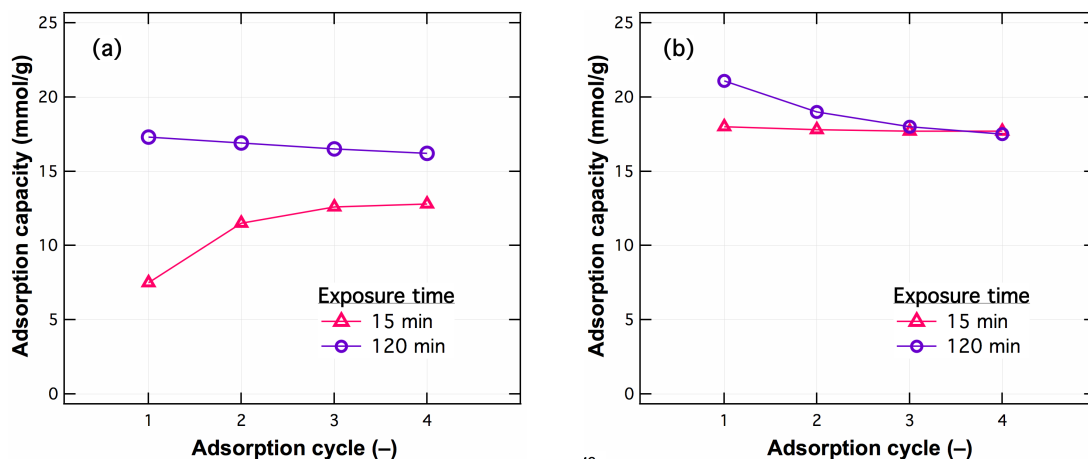 (a)
Adsorption capacity (mmol/g)
25
20
15
10
5
0
Exposure time
15 min
120 min
1 2 3 4
Adsorption cycle (–)
(b)
Adsorption capacity (mmol/g)
25
20
15
10
5
0
Exposure time
15 min
120 min
1 2 3 4
Adsorption cycle (–)